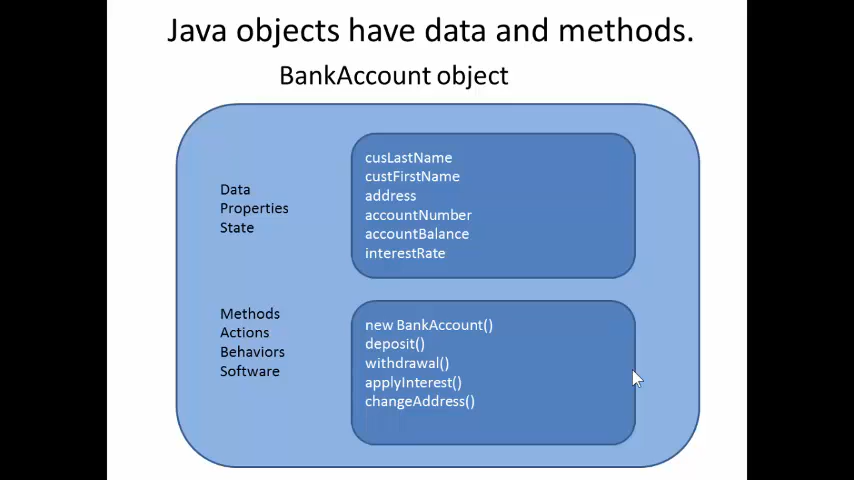 Java objects have data and methods.
BankAccount object
Data
Properties
State
cusLastName
custFirstName
address
accountNumber
accountBalance
interestRate
Methods
Actions
Behaviors
Software
new BankAccount()
deposit()
withdrawal()
applyInterest()
changeAddress()